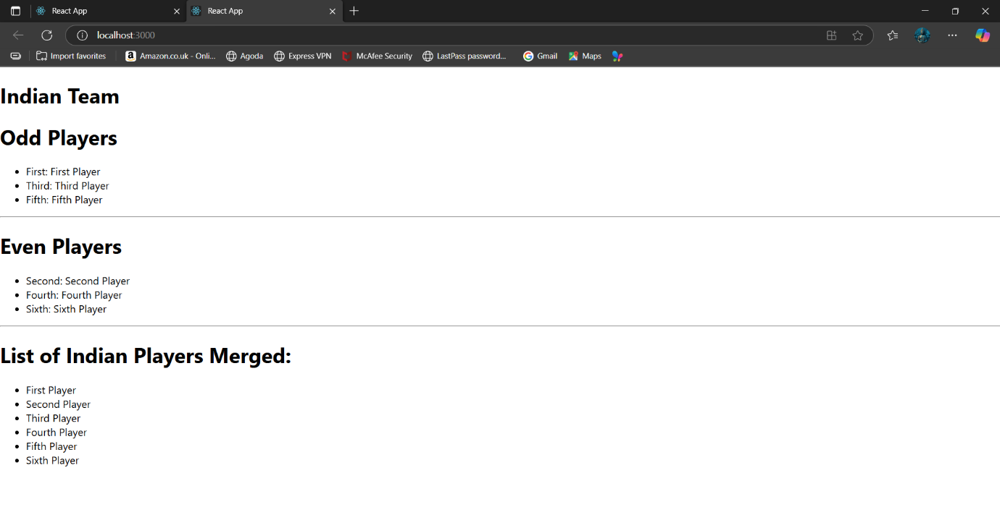 React App
React App
localhost:3000
Import favorites
Amazon.co.uk - Onli...
Agoda
Express VPN
McAfee Security
LastPass password...
Gmail
Maps
Indian Team
Odd Players
First: First Player
Third: Third Player
Fifth: Fifth Player
Even Players
Second: Second Player
Fourth: Fourth Player
Sixth: Sixth Player
List of Indian Players Merged:
First Player
Second Player
Third Player
Fourth Player
Fifth Player
Sixth Player